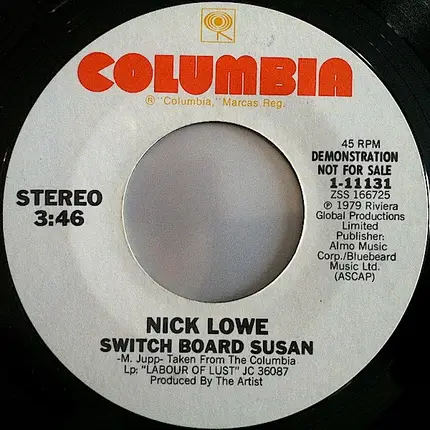 COLUMBIA
® "Columbia," Marcas Reg.
STEREO
3:46
45 RPM
DEMONSTRATION
NOT FOR SALE
1-11131
ZSS 166725
℗ 1979 Riviera
Global Productions
Limited
Publisher:
Almo Music
Corp./Bluebeard
Music Ltd.
(ASCAP)
NICK LOWE
SWITCH BOARD SUSAN
-M. Jupp- Taken From The Columbia
Lp: "LABOUR OF LUST" JC 36087
Produced By The Artist